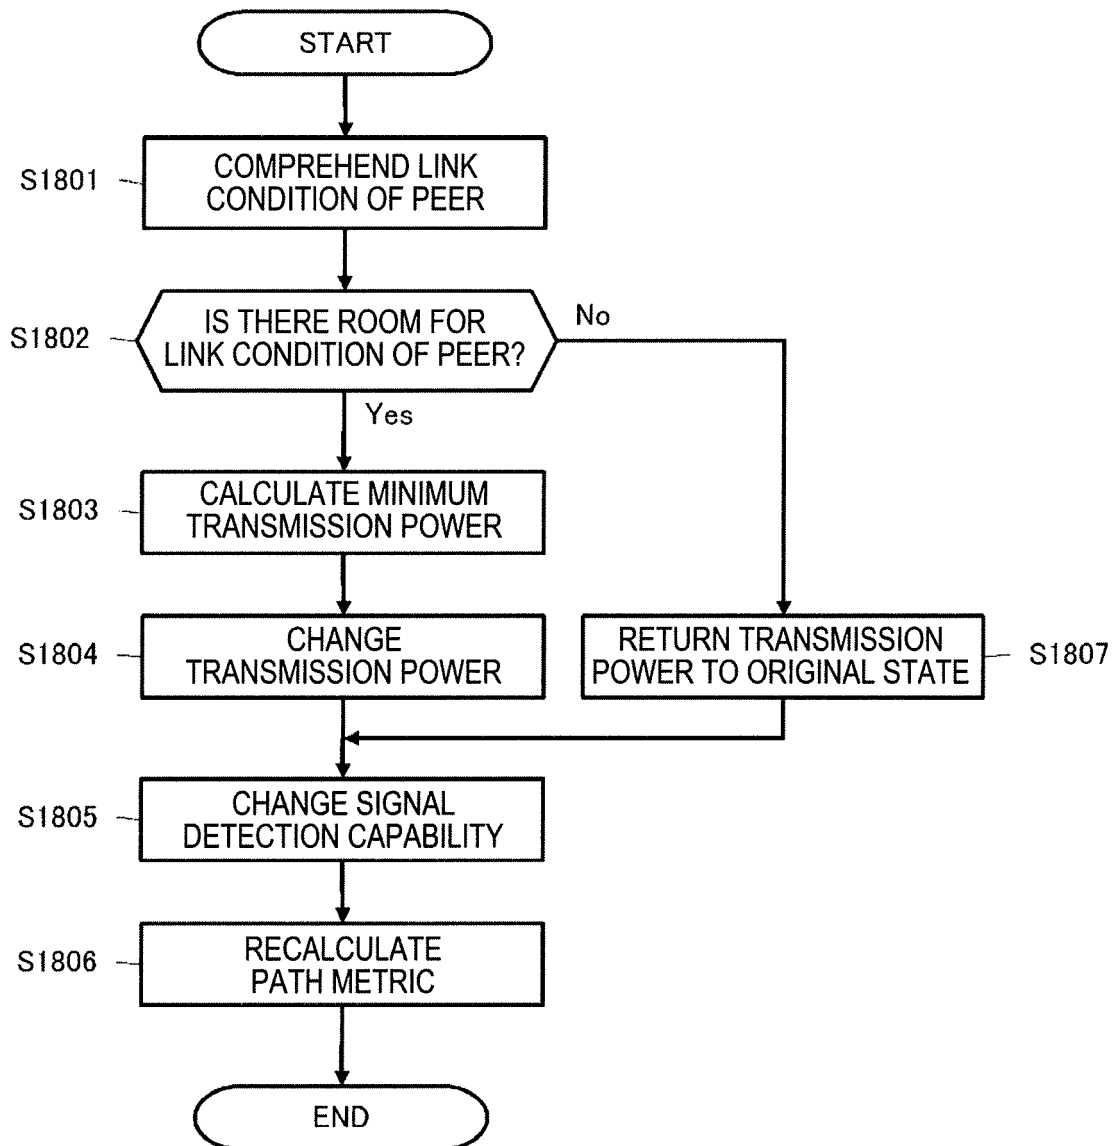 START
S1801
COMPREHEND LINK
CONDITION OF PEER
S1802
IS THERE ROOM FOR
LINK CONDITION OF PEER?
No
Yes
S1803
CALCULATE MINIMUM
TRANSMISSION POWER
S1804
CHANGE
TRANSMISSION POWER
RETURN TRANSMISSION
POWER TO ORIGINAL STATE
S1807
S1805
CHANGE SIGNAL
DETECTION CAPABILITY
S1806
RECALCULATE
PATH METRIC
END